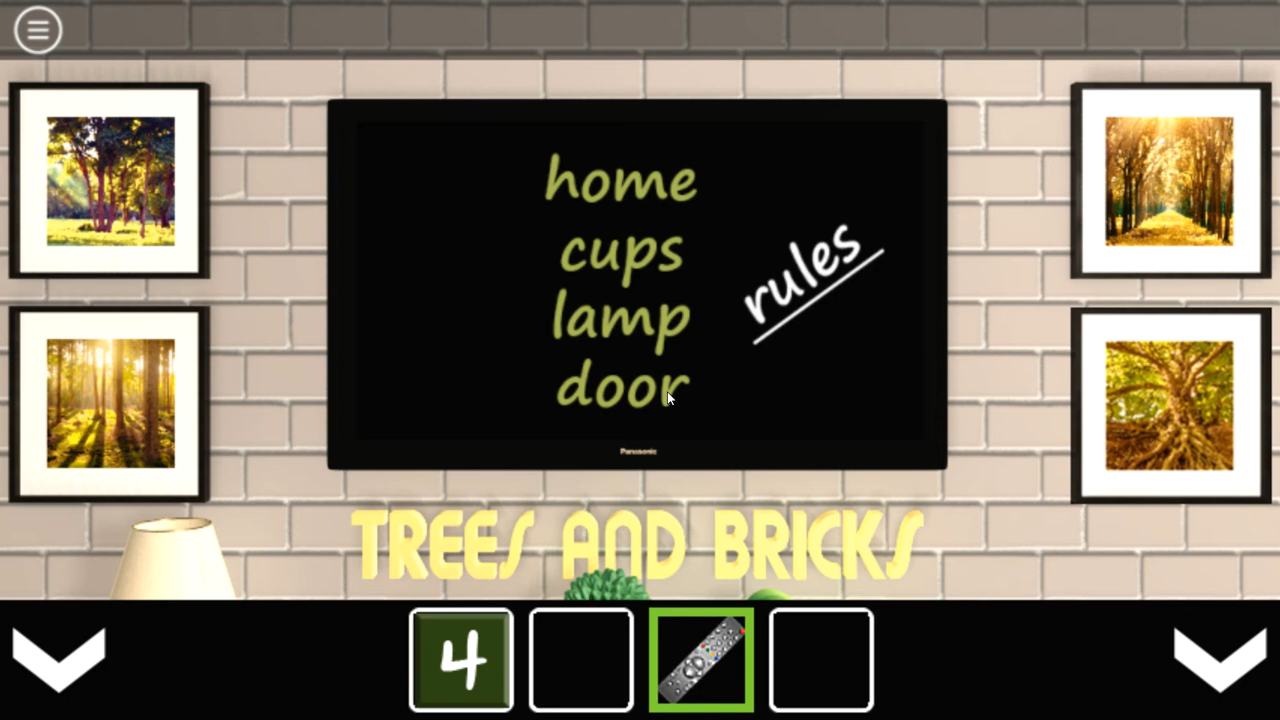 home
cups
lamp
door
rules
Panasonic
TREES AND BRICKS
4